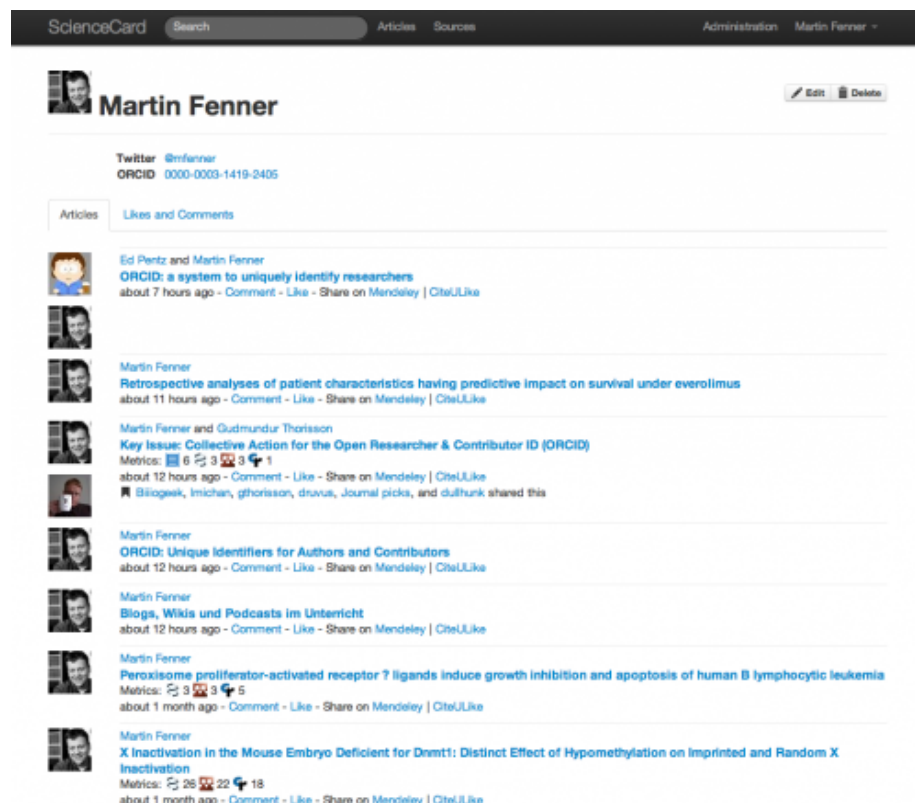 ScienceCard Search Articles Sources Administration Martin Fenner
Martin Fenner
Edit Delete
Twitter @mfenner
ORCID 0000-0003-1419-2405
Articles Likes and Comments
Ed Pentz and Martin Fenner
ORCID: a system to uniquely identify researchers
about 7 hours ago - Comment - Like - Share on Mendeley | CiteULike
Martin Fenner
Retrospective analyses of patient characteristics having predictive impact on survival under everolimus
about 11 hours ago - Comment - Like - Share on Mendeley | CiteULike
Martin Fenner and Gudmundur Thorisson
Key Issue: Collective Action for the Open Researcher & Contributor ID (ORCID)
Metrics: 6 3 3 1
about 12 hours ago - Comment - Like - Share on Mendeley | CiteULike
Biiiogeek, lmichan, gthorisson, druvus, Journal picks, and dullhunk shared this
Martin Fenner
ORCID: Unique Identifiers for Authors and Contributors
about 12 hours ago - Comment - Like - Share on Mendeley | CiteULike
Martin Fenner
Blogs, Wikis und Podcasts im Unterricht
about 12 hours ago - Comment - Like - Share on Mendeley | CiteULike
Martin Fenner
Peroxisome proliferator-activated receptor ? ligands induce growth inhibition and apoptosis of human B lymphocytic leukemia
Metrics: 3 3 5
about 1 month ago - Comment - Like - Share on Mendeley | CiteULike
Martin Fenner
X Inactivation in the Mouse Embryo Deficient for Dnmt1: Distinct Effect of Hypomethylation on Imprinted and Random X
Inactivation
Metrics: 26 22 18
about 1 month ago - Comment - Like - Share on Mendeley | CiteULike